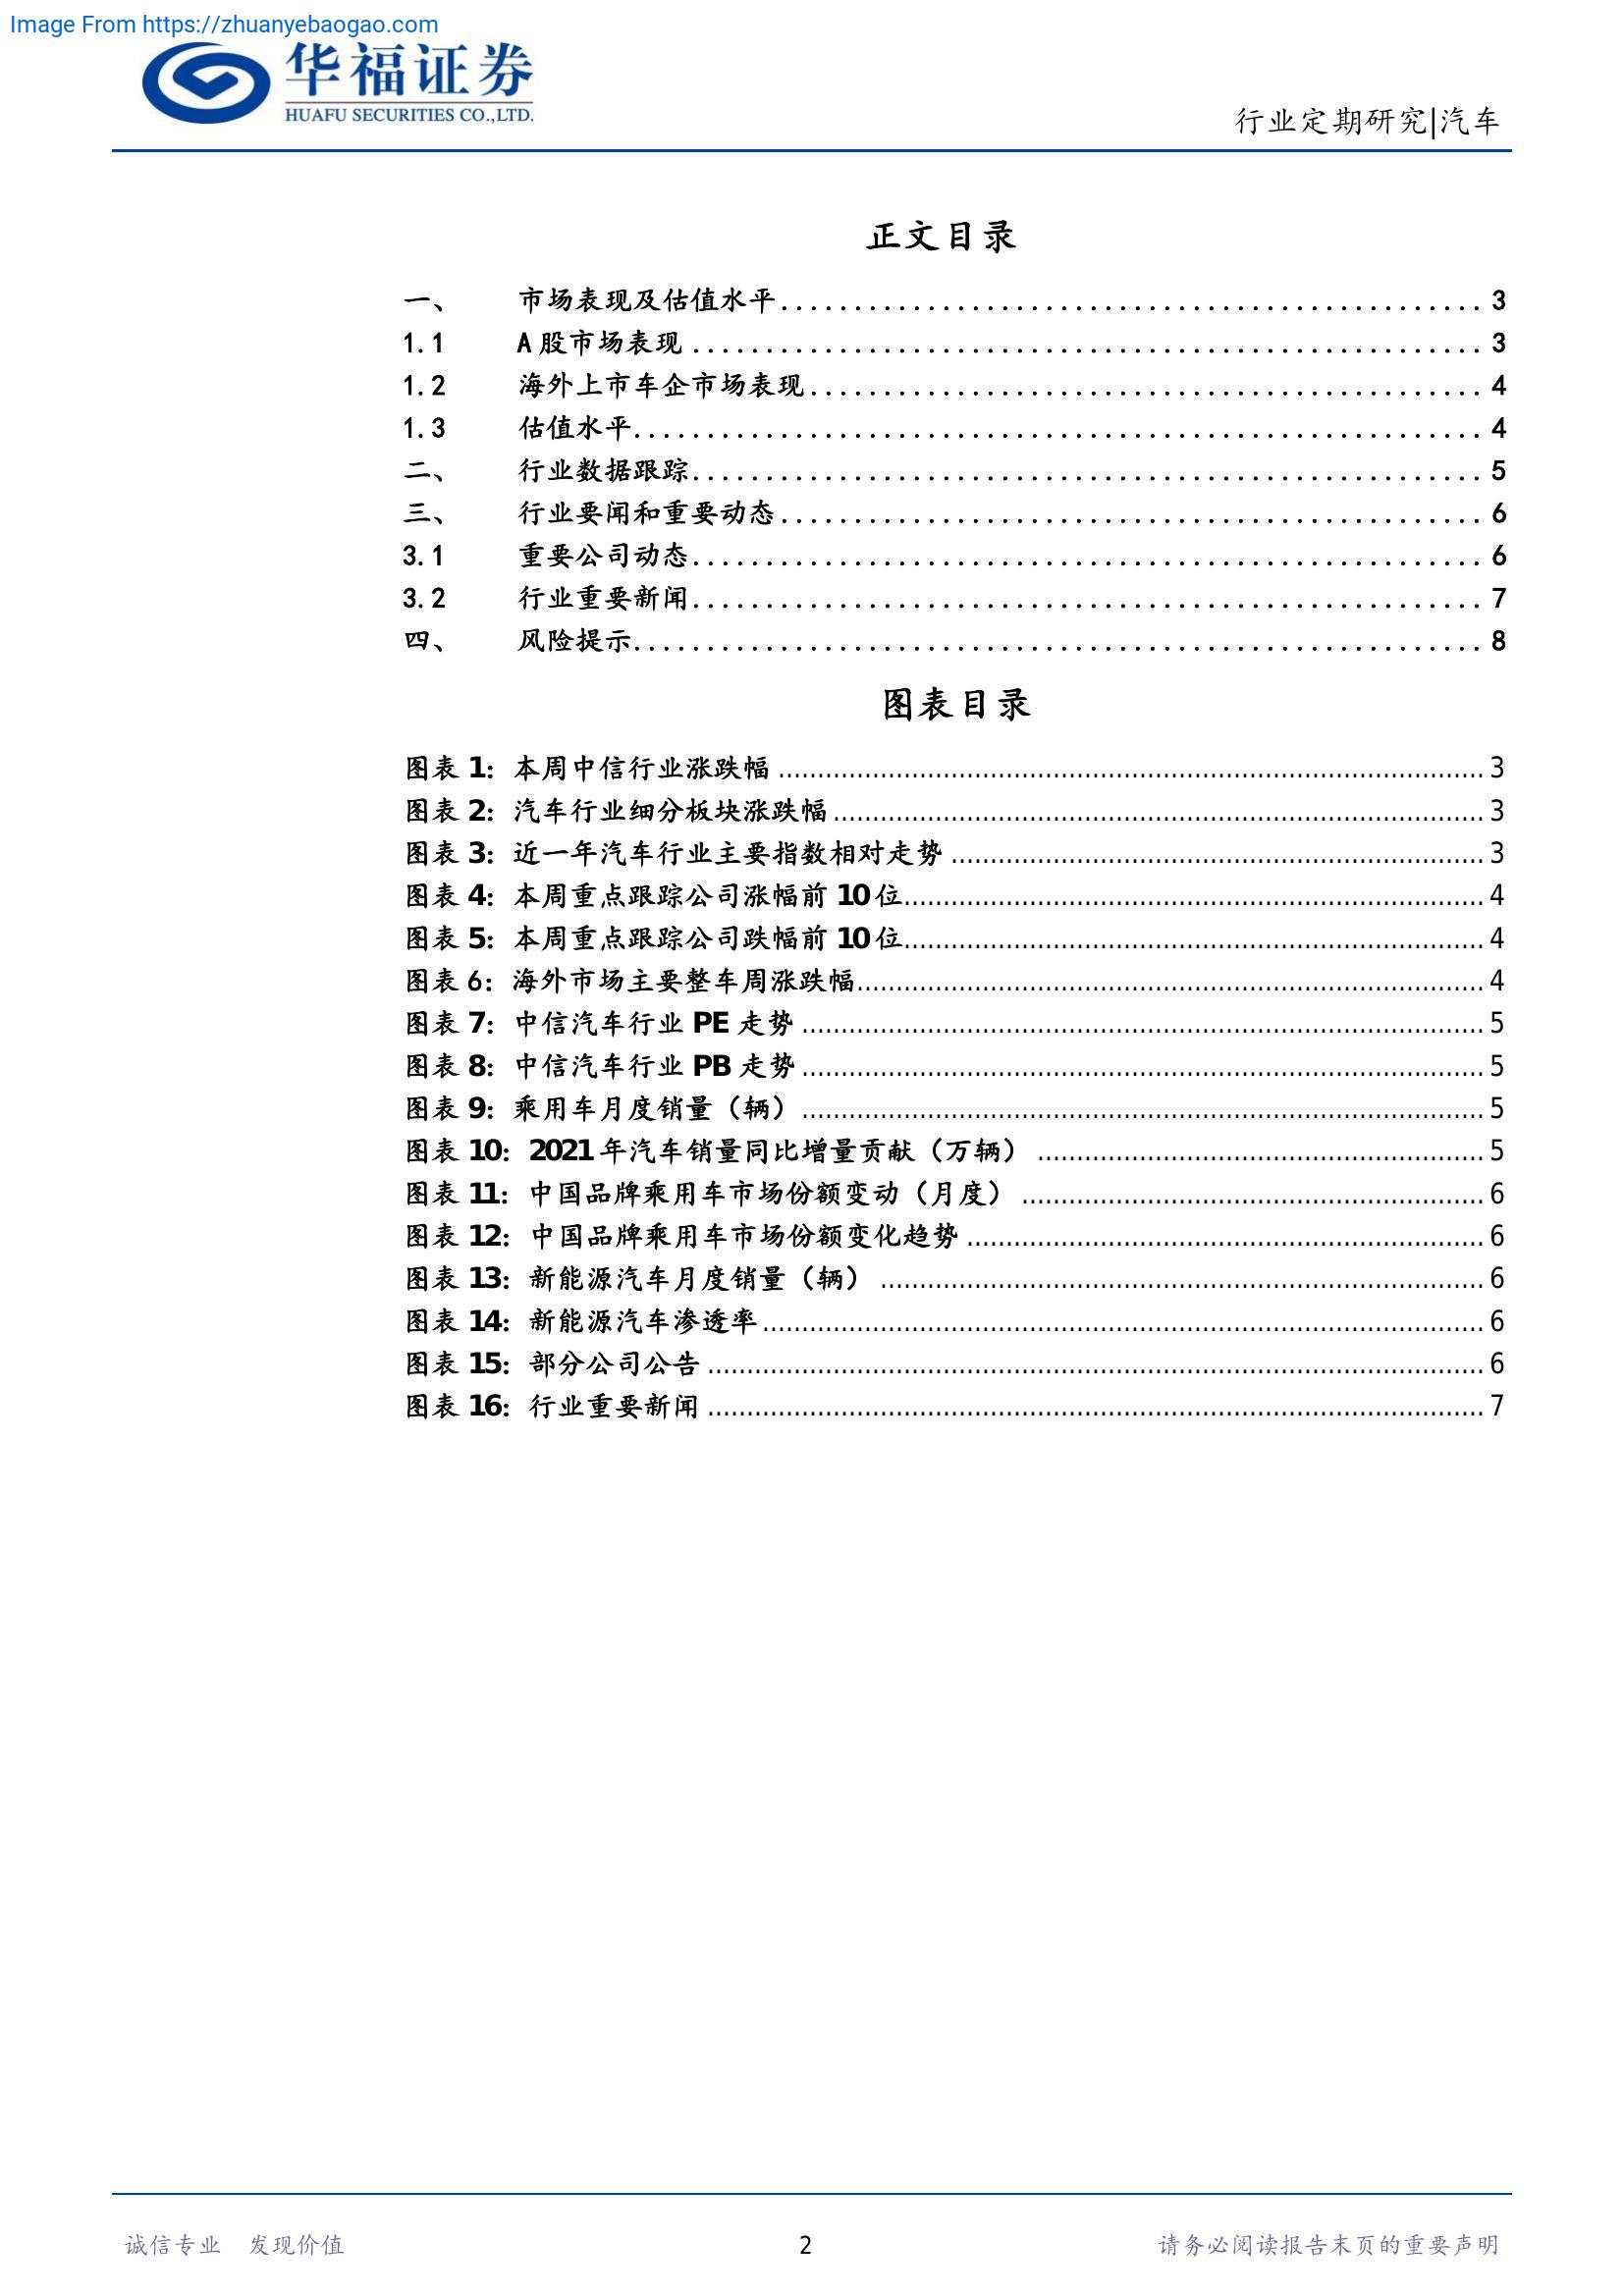 Image From https://zhuanyebaogao.com
华福证券
HUAFU SECURITIES CO.,LTD.
行业定期研究|汽车
正文目录
一、 市场表现及估值水平 3
1.1 A 股市场表现 3
1.2 海外上市车企市场表现 4
1.3 估值水平 4
二、 行业数据跟踪 5
三、 行业要闻和重要动态 6
3.1 重要公司动态 6
3.2 行业重要新闻 7
四、 风险提示 8
图表目录
图表 1：本周中信行业涨跌幅 3
图表 2：汽车行业细分板块涨跌幅 3
图表 3：近一年汽车行业主要指数相对走势 3
图表 4：本周重点跟踪公司涨幅前 10 位 4
图表 5：本周重点跟踪公司跌幅前 10 位 4
图表 6：海外市场主要整车周涨跌幅 4
图表 7：中信汽车行业 PE 走势 5
图表 8：中信汽车行业 PB 走势 5
图表 9：乘用车月度销量（辆） 5
图表 10：2021 年汽车销量同比增量贡献（万辆） 5
图表 11：中国品牌乘用车市场份额变动（月度） 6
图表 12：中国品牌乘用车市场份额变化趋势 6
图表 13：新能源汽车月度销量（辆） 6
图表 14：新能源汽车渗透率 6
图表 15：部分公司公告 6
图表 16：行业重要新闻 7
诚信专业 发现价值 2 请务必阅读报告末页的重要声明